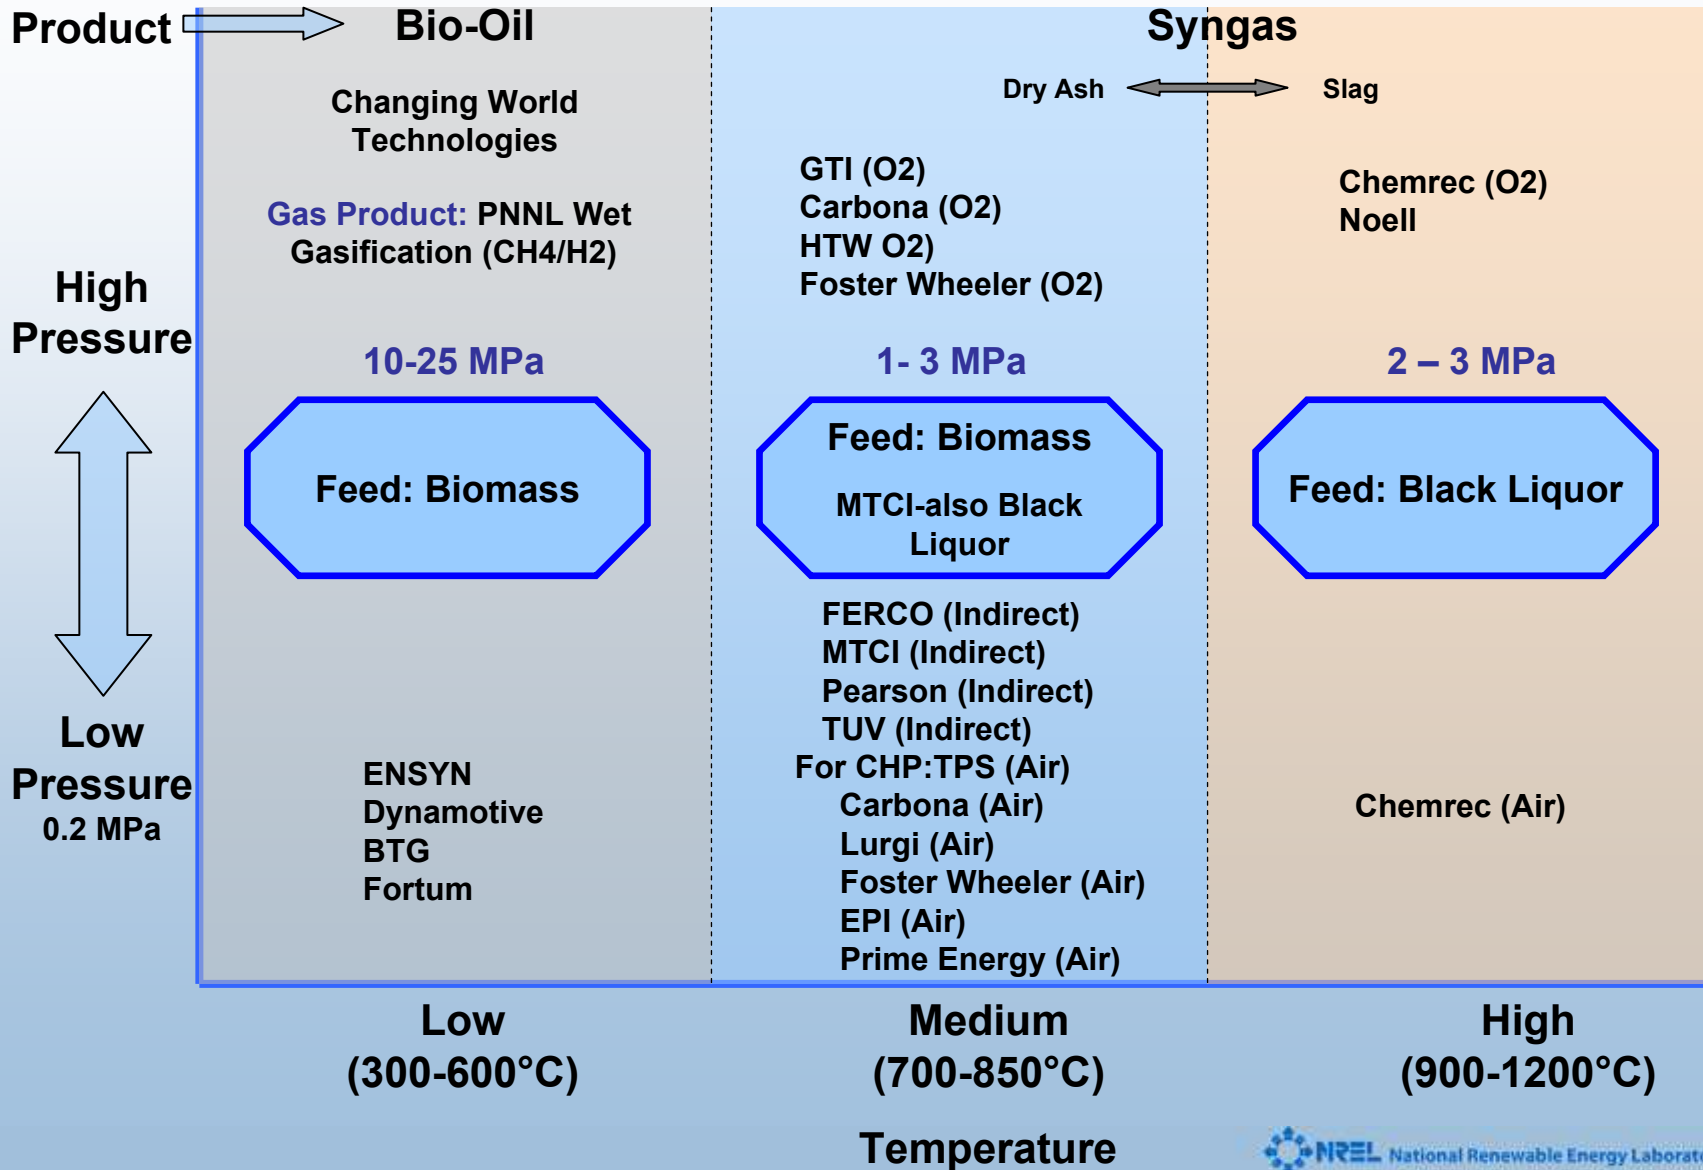 Product
Bio-Oil
Syngas
Dry Ash
Slag
Changing World
Technologies
Gas Product: PNNL Wet
Gasification (CH4/H2)
GTI (O2)
Carbona (O2)
HTW O2)
Foster Wheeler (O2)
Chemrec (O2)
Noell
High
Pressure
10-25 MPa
1- 3 MPa
2 – 3 MPa
Feed: Biomass
Feed: Biomass
MTCI-also Black
Liquor
Feed: Black Liquor
Low
Pressure
0.2 MPa
ENSYN
Dynamotive
BTG
Fortum
FERCO (Indirect)
MTCI (Indirect)
Pearson (Indirect)
TUV (Indirect)
For CHP:TPS (Air)
Carbona (Air)
Lurgi (Air)
Foster Wheeler (Air)
EPI (Air)
Prime Energy (Air)
Chemrec (Air)
Low
(300-600°C)
Medium
(700-850°C)
High
(900-1200°C)
Temperature
NREL National Renewable Energy Laborat